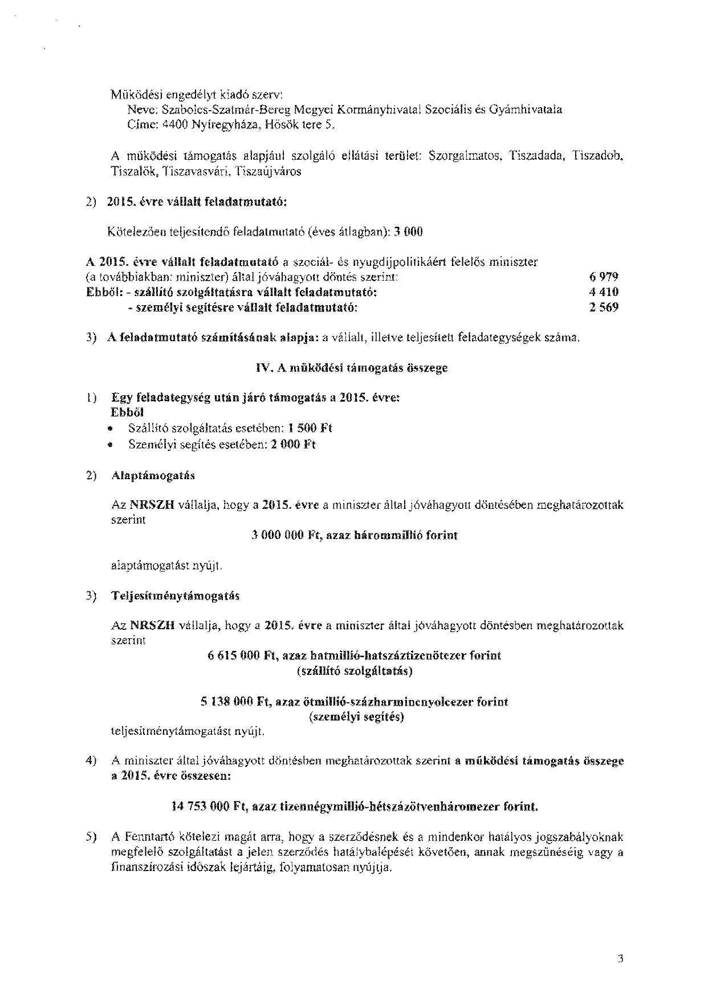 Működési engedélyt kiadó szerv:
Neve: Szabolcs-Szatmár-Bereg Megyei Kormányhivatal Szociális és Gyámhivatala
Címe: 4400 Nyíregyháza, Hősök tere 5.
A működési támogatás alapjául szolgáló ellátási terület: Szorgalmatos, Tiszadada, Tiszadob,
Tiszalök, Tiszavasvári, Tiszaújváros
2) 2015. évre vállalt feladatmutató:
Kötelezően teljesítendő feladatmutató (éves átlagban): 3 000
A 2015. évre vállalt feladatmutató a szociál- és nyugdíjpolitikáért felelős miniszter
(a továbbiakban: miniszter) által jóváhagyott döntés szerint: 6 979
Ebből: - szállító szolgáltatásra vállalt feladatmutató: 4 410
- személyi segítésre vállalt feladatmutató: 2 569
3) A feladatmutató számításának alapja: a vállalt, illetve teljesített feladategységek száma.
IV. A működési támogatás összege
1) Egy feladategység után járó támogatás a 2015. évre:
Ebből
• Szállító szolgáltatás esetében: 1 500 Ft
• Személyi segítés esetében: 2 000 Ft
2) Alaptámogatás
Az NRSZH vállalja, hogy a 2015. évre a miniszter által jóváhagyott döntésében meghatározottak
szerint
3 000 000 Ft, azaz hárommillió forint
alaptámogatást nyújt.
3) Teljesítménytámogatás
Az NRSZH vállalja, hogy a 2015. évre a miniszter által jóváhagyott döntésben meghatározottak
szerint
6 615 000 Ft, azaz hatmillió-hatszáztizenötezer forint
(szállító szolgáltatás)
5 138 000 Ft, azaz ötmillió-százharmincnyolcezer forint
(személyi segítés)
teljesítménytámogatást nyújt.
4) A miniszter által jóváhagyott döntésben meghatározottak szerint a működési támogatás összege
a 2015. évre összesen:
14 753 000 Ft, azaz tizennégymillió-hétszázötvenháromezer forint.
5) A Fenntartó kötelezi magát arra, hogy a szerződésnek és a mindenkor hatályos jogszabályoknak
megfelelő szolgáltatást a jelen szerződés hatálybalépését követően, annak megszűnéséig vagy a
finanszírozási időszak lejártáig, folyamatosan nyújtja.
3